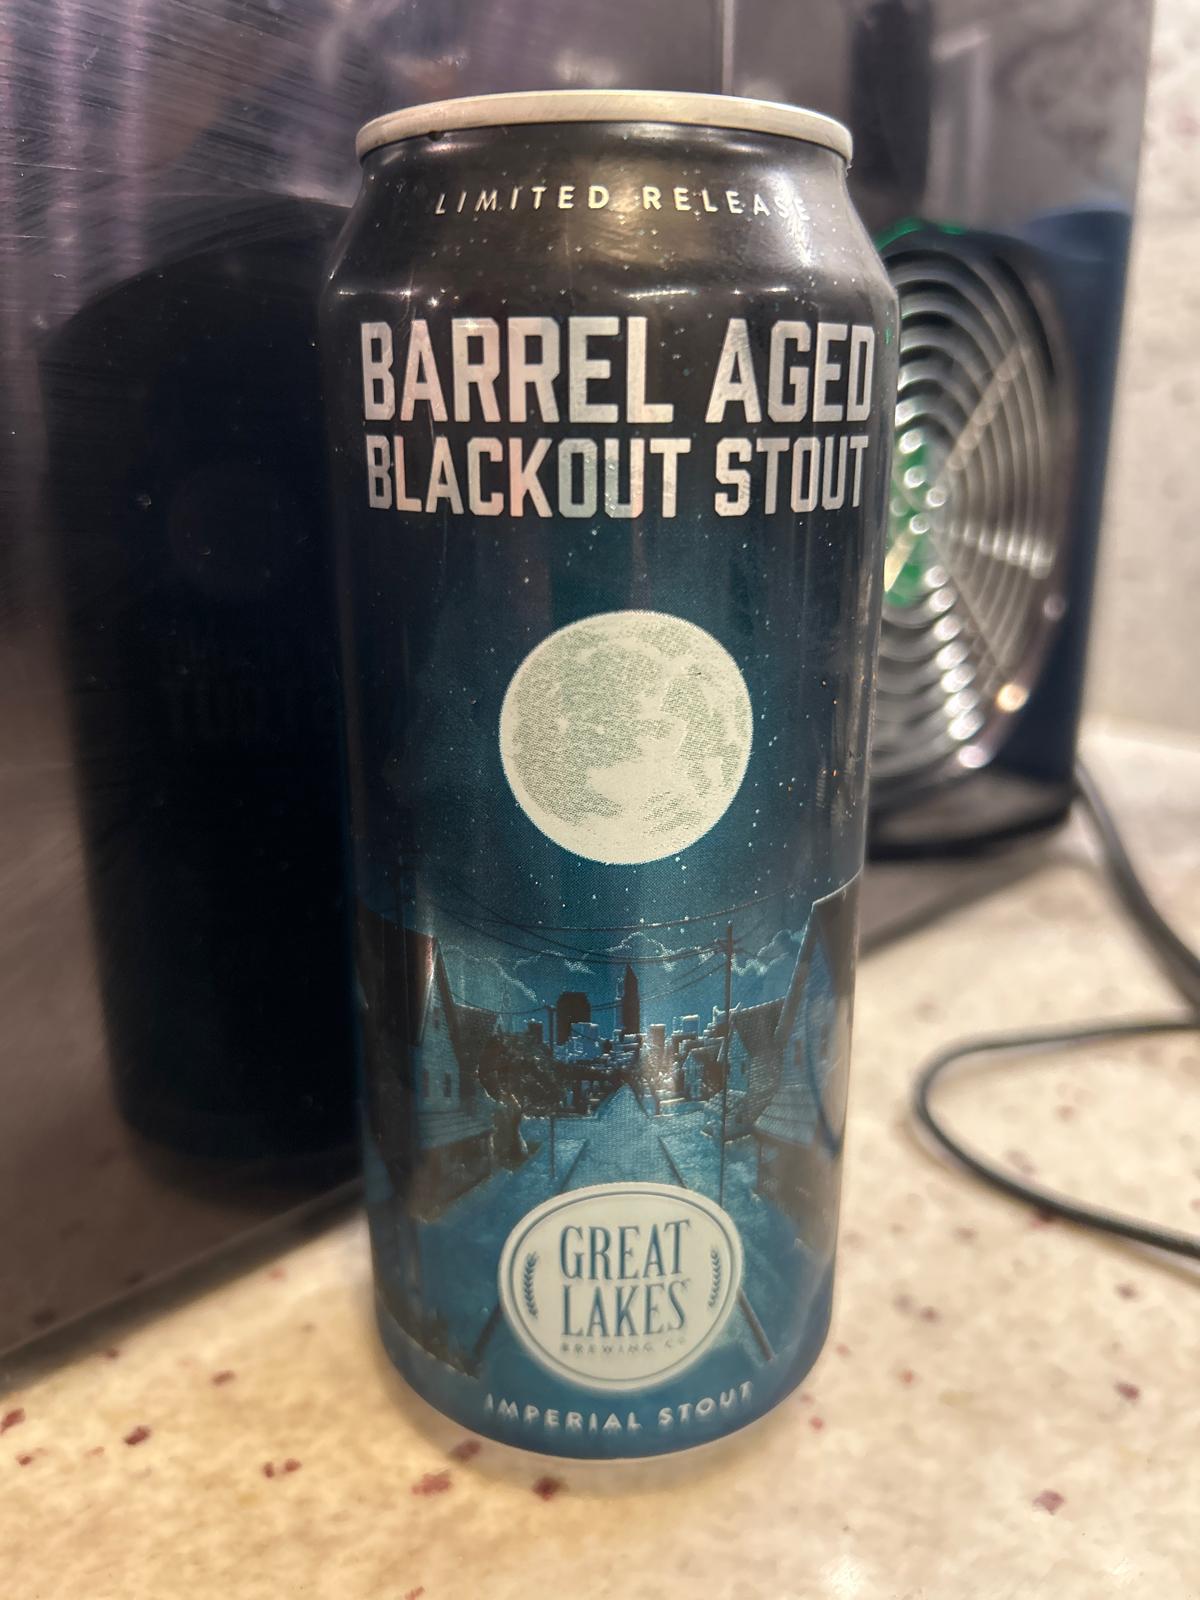 LIMITED RELEASE
BARREL AGED
BLACKOUT STOUT
GREAT
LAKES
BREWING CO
IMPERIAL STOUT